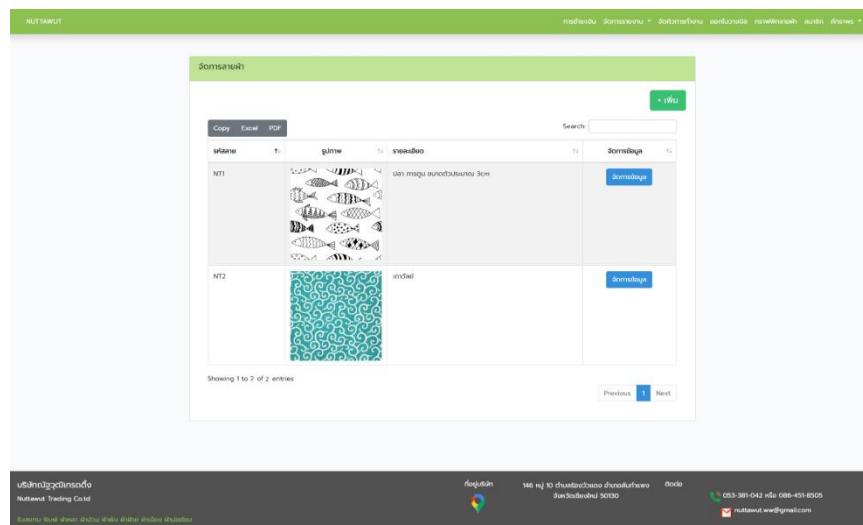 NUTTAWUT
การชำระเงิน จัดการรายงาน จัดคิวการทำงาน ออกใบวางบิล กราฟพิมพ์ลายผ้า สมาชิก
จัดการลายผ้า
+ เพิ่ม
Copy Excel PDF
Search:
รหัสลาย รูปภาพ รายละเอียด จัดการข้อมูล
NT1 ปลา การตูน ขนาดตัวประมาณ 3cm จัดการข้อมูล
NT2 เถาวัลย์ จัดการข้อมูล
Showing 1 to 2 of 2 entries
Previous 1 Next
บริษัทณัฐวุฒิเทรดดิ้ง
Nuttawut Trading Co.td
ที่อยู่บริษัท
146 หมู่ 10 ตำบลร้องวัวแดง อำเภอสันกำแพง
จังหวัดเชียงใหม่ 50130
ติดต่อ
053-381-042 หรือ 086-451-8505
nuttawut.ww@gmail.com